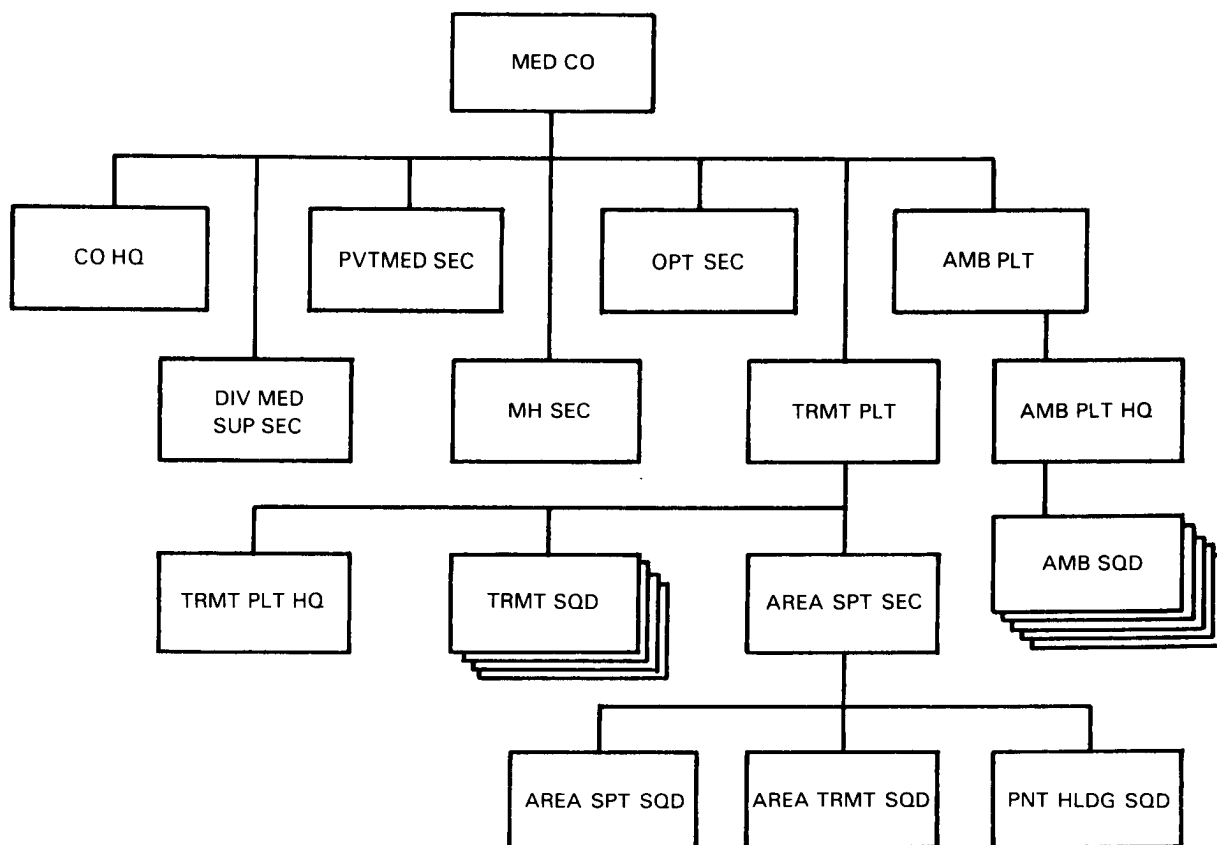 MED CO
CO HQ
PVTMED SEC
OPT SEC
AMB PLT
DIV MED
SUP SEC
MH SEC
TRMT PLT
AMB PLT HQ
TRMT PLT HQ
TRMT SQD
AREA SPT SEC
AMB SQD
AREA SPT SQD
AREA TRMT SQD
PNT HLDG SQD